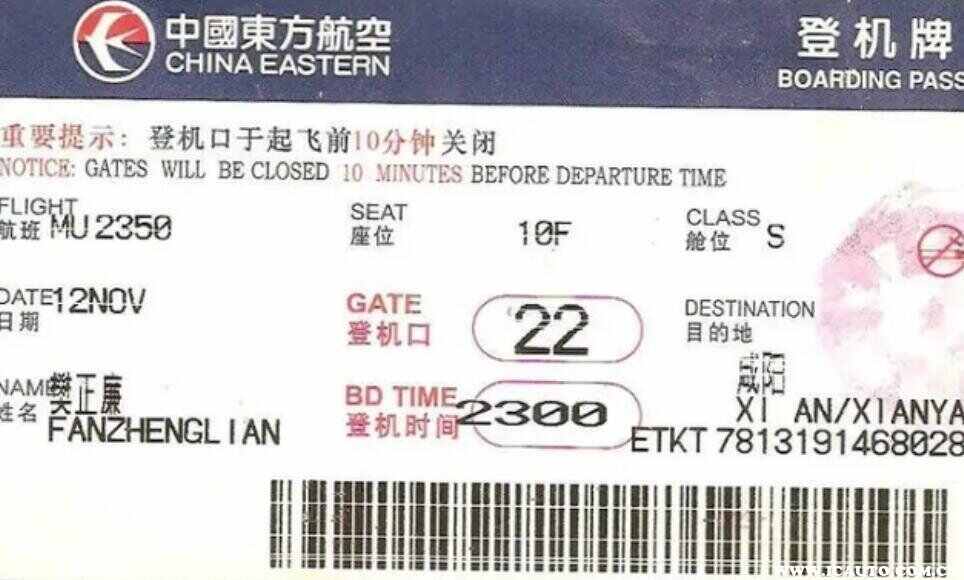 中國東方航空
CHINA EASTERN
登机牌
BOARDING PASS
重要提示: 登机口于起飞前10分钟关闭
NOTICE: GATES WILL BE CLOSED 10 MINUTES BEFORE DEPARTURE TIME
FLIGHT
航班 MU2350
SEAT
座位 10F
CLASS
舱位 S
DATE 12NOV
日期
GATE
登机口 22
DESTINATION
目的地
咸阳
XI AN/XIANYA
NAME 樊正廉
姓名 FANZHENGLIAN
BD TIME
登机时间 2300
ETKT 7813191468028